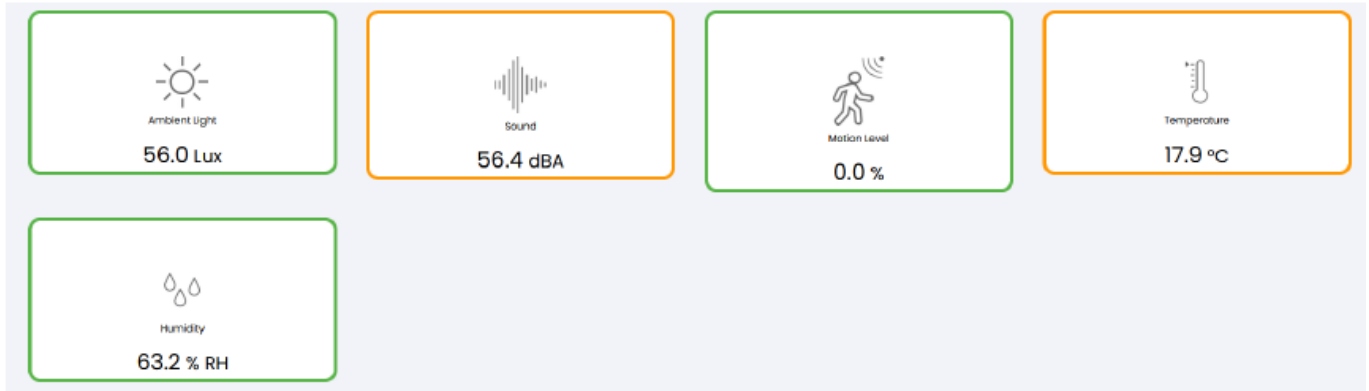 Ambient Light
56.0 Lux
Sound
56.4 dBA
Motion Level
0.0 %
Temperature
17.9 °C
Humidity
63.2 % RH